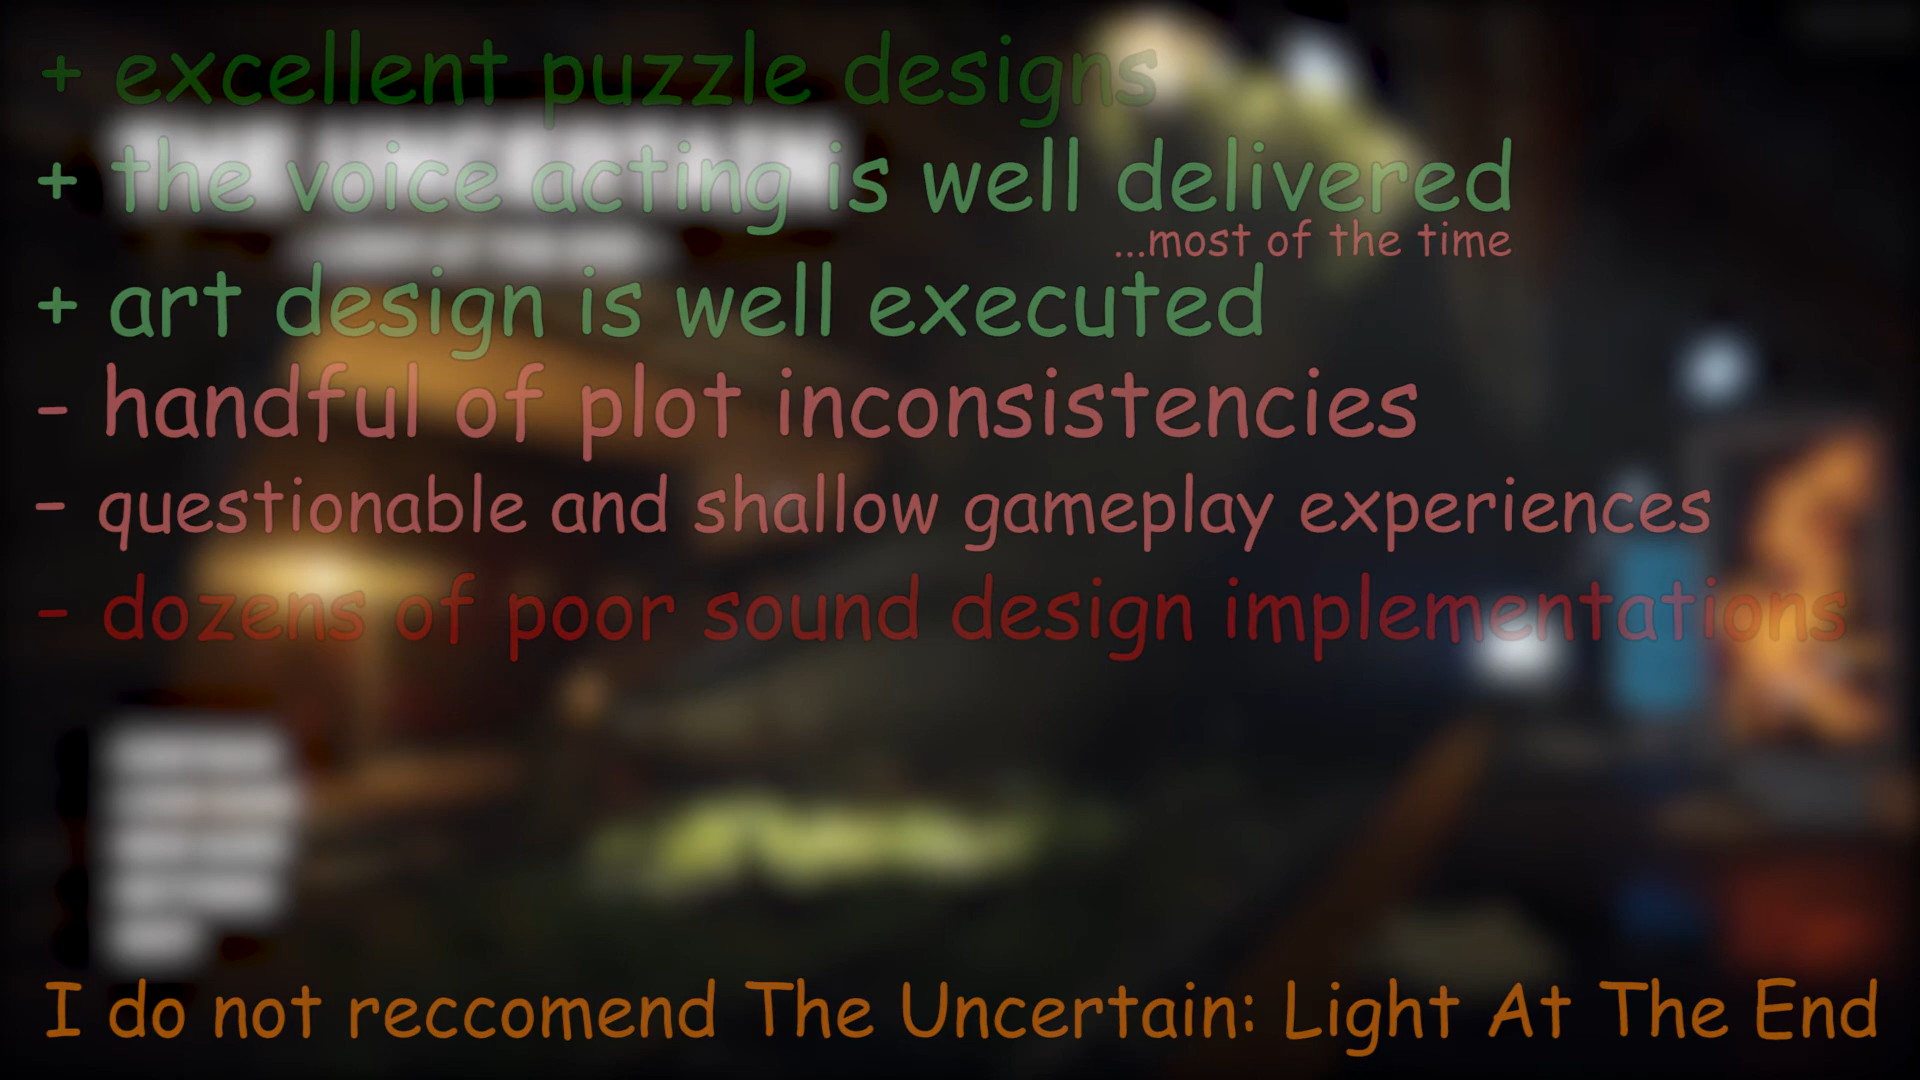 + excellent puzzle designs
+ the voice acting is well delivered
...most of the time
+ art design is well executed
- handful of plot inconsistencies
- questionable and shallow gameplay experiences
- dozens of poor sound design implementations
I do not reccomend The Uncertain: Light At The End